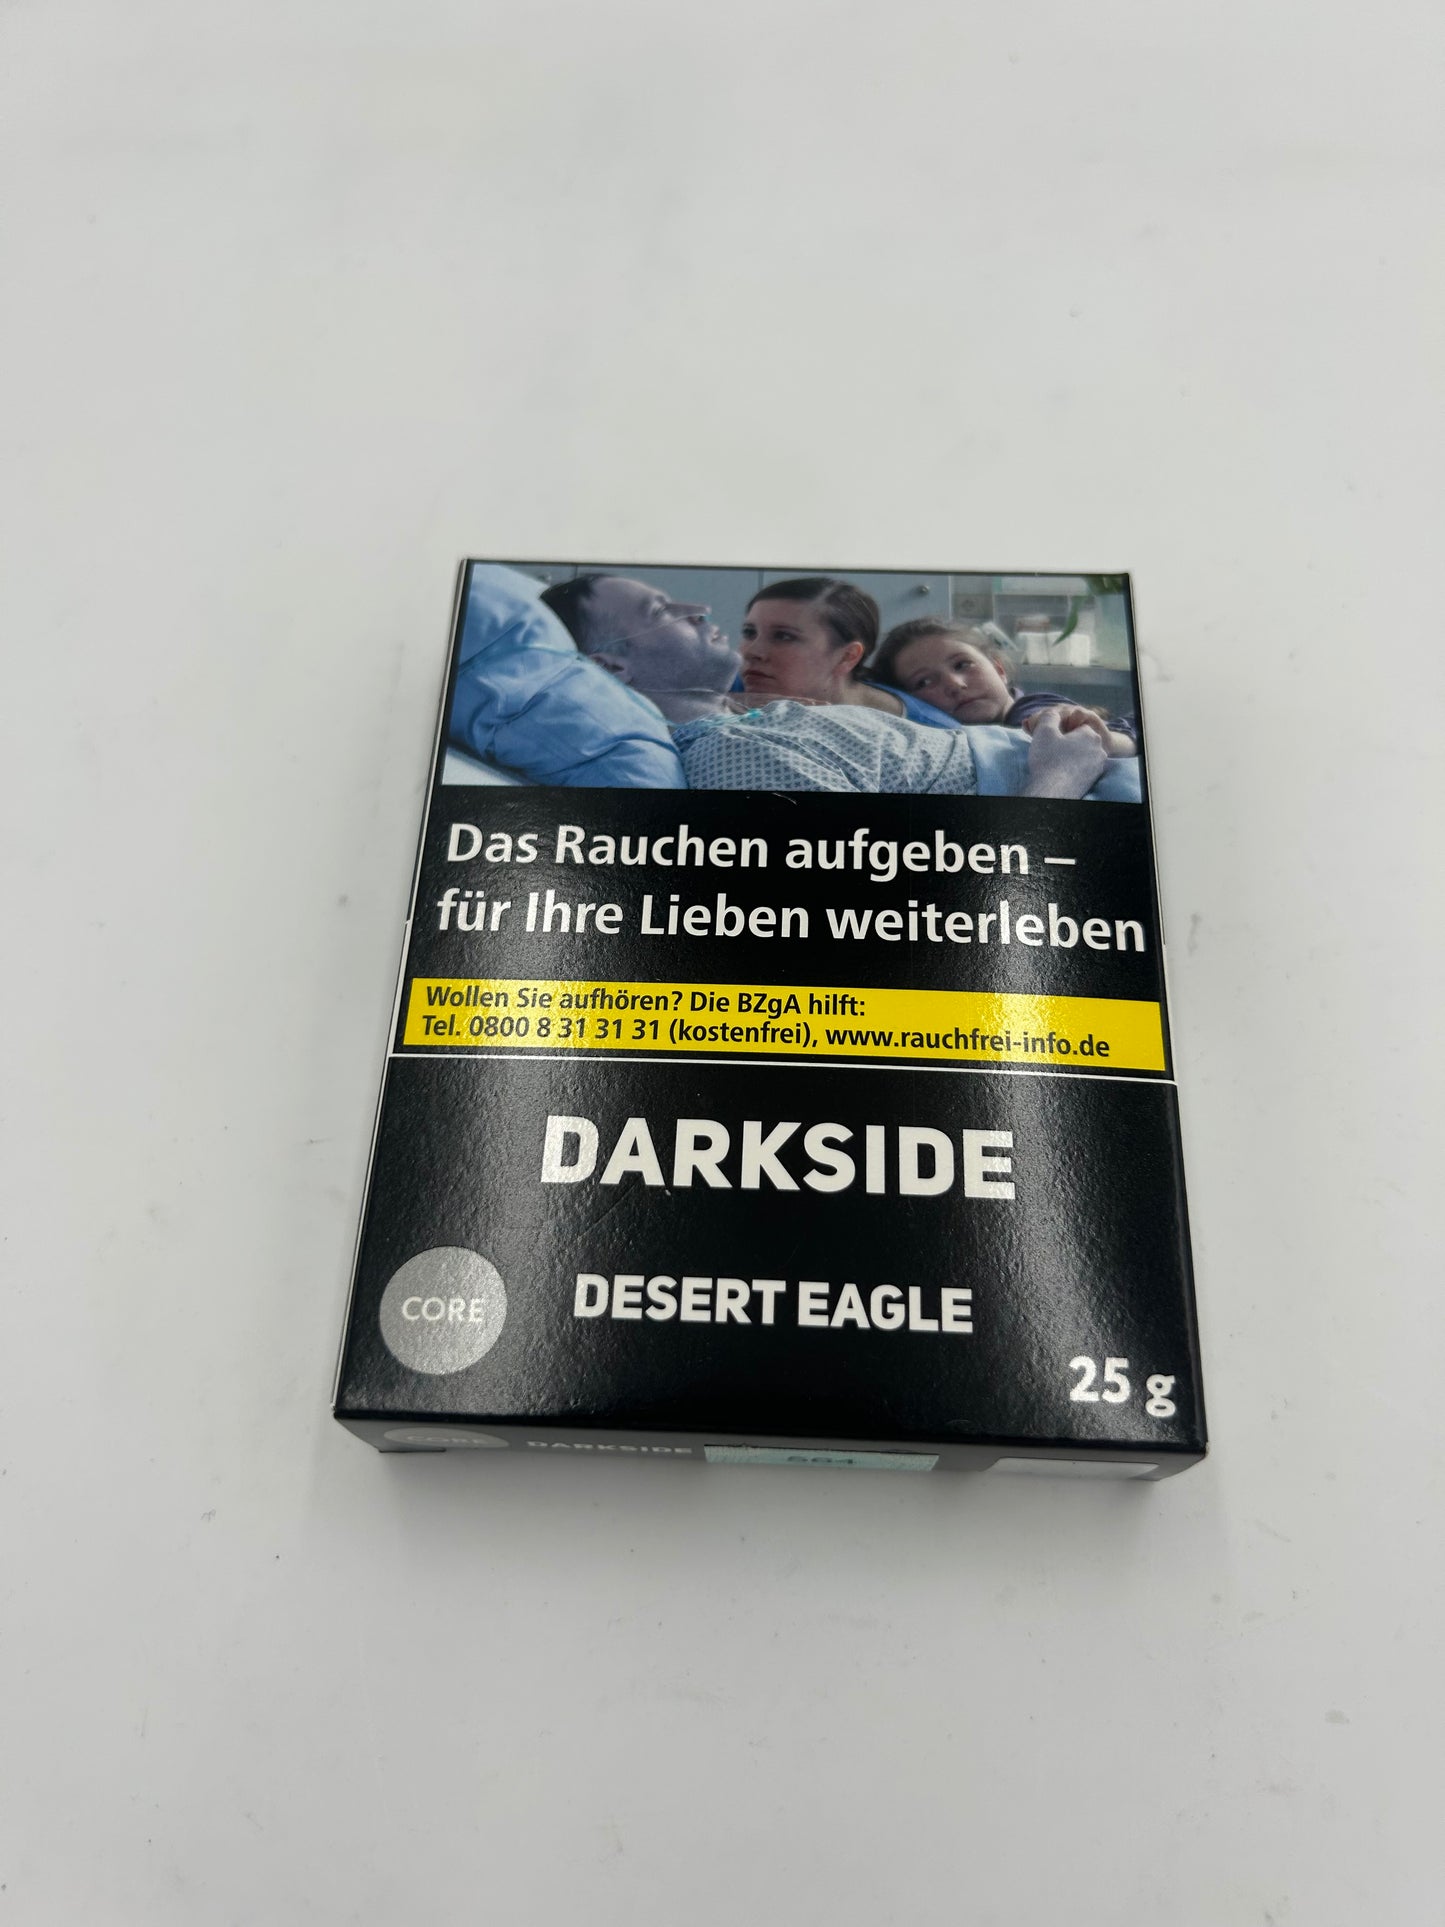 Das Rauchen aufgeben –
für Ihre Lieben weiterleben
Wollen Sie aufhören? Die BZgA hilft:
Tel. 0800 8 31 31 31 (kostenfrei), www.rauchfrei-info.de
DARKSIDE
CORE
DESERT EAGLE
25 g
CORE DARKSIDE